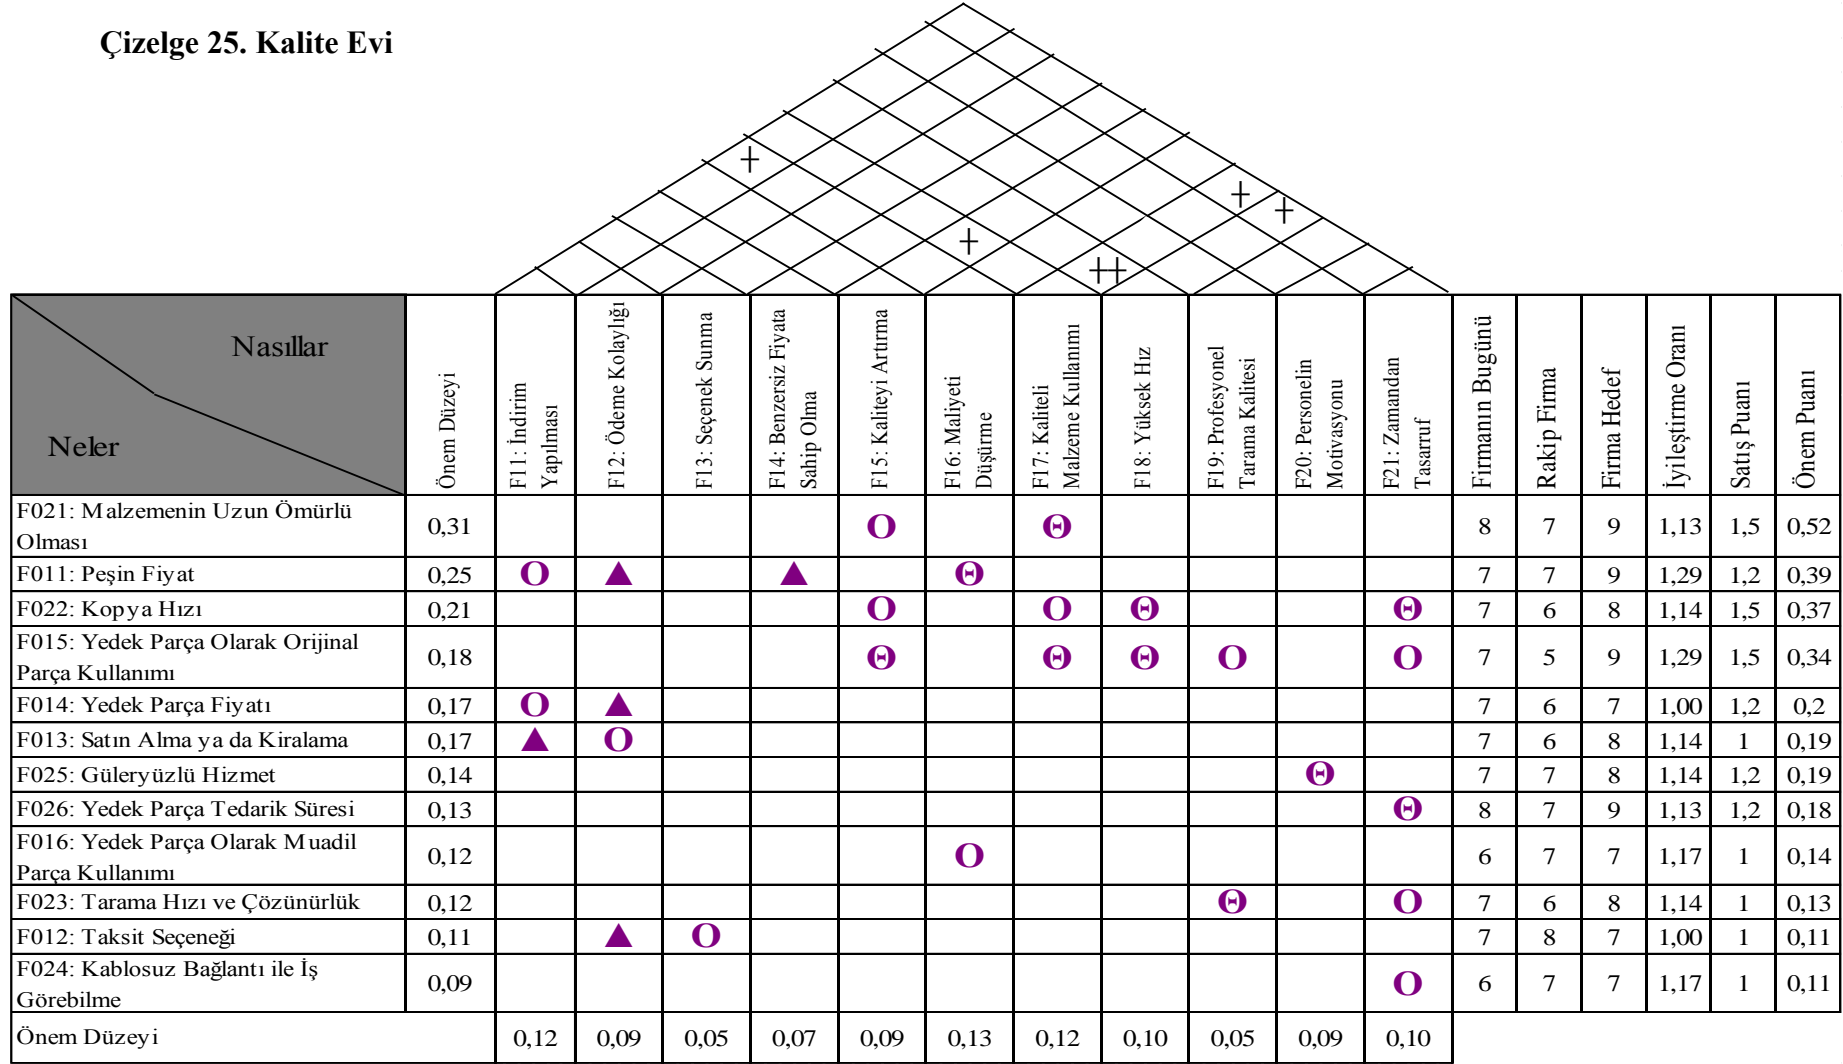 Çizelge 25. Kalite Evi
+
+
+
+
++
Nasıllar
Neler
Önem Düzeyi
F11: İndirim
Yapılması
F12: Ödeme Kolaylığı
F13: Seçenek Sunma
F14: Benzersiz Fiyata
Sahip Olma
F15: Kaliteyi Artırma
F16: Maliyeti
Düşürme
F17: Kaliteli
Malzeme Kullanımı
F18: Yüksek Hız
F19: Profesyonel
Tarama Kalitesi
F20: Personelin
Motivasyonu
F21: Zamandan
Tasarruf
Firmanın Bugünü
Rakip Firma
Firma Hedef
İyileştirme Oranı
Satış Puanı
Önem Puanı
F021: Malzemenin Uzun Ömürlü
Olması
0,31 O Θ 8 7 9 1,13 1,5 0,52
F011: Peşin Fiyat 0,25 O ▲ ▲ Θ 7 7 9 1,29 1,2 0,39
F022: Kopya Hızı 0,21 O O Θ Θ 7 6 8 1,14 1,5 0,37
F015: Yedek Parça Olarak Orijinal
Parça Kullanımı
0,18 Θ Θ Θ O O 7 5 9 1,29 1,5 0,34
F014: Yedek Parça Fiyatı 0,17 O ▲ 7 6 7 1,00 1,2 0,2
F013: Satın Alma ya da Kiralama 0,17 ▲ O 7 6 8 1,14 1 0,19
F025: Güleryüzlü Hizmet 0,14 Θ 7 7 8 1,14 1,2 0,19
F026: Yedek Parça Tedarik Süresi 0,13 Θ 8 7 9 1,13 1,2 0,18
F016: Yedek Parça Olarak Muadil
Parça Kullanımı
0,12 O 6 7 7 1,17 1 0,14
F023: Tarama Hızı ve Çözünürlük 0,12 Θ O 7 6 8 1,14 1 0,13
F012: Taksit Seçeneği 0,11 ▲ O 7 8 7 1,00 1 0,11
F024: Kablosuz Bağlantı ile İş
Görebilme
0,09 O 6 7 7 1,17 1 0,11
Önem Düzeyi 0,12 0,09 0,05 0,07 0,09 0,13 0,12 0,10 0,05 0,09 0,10